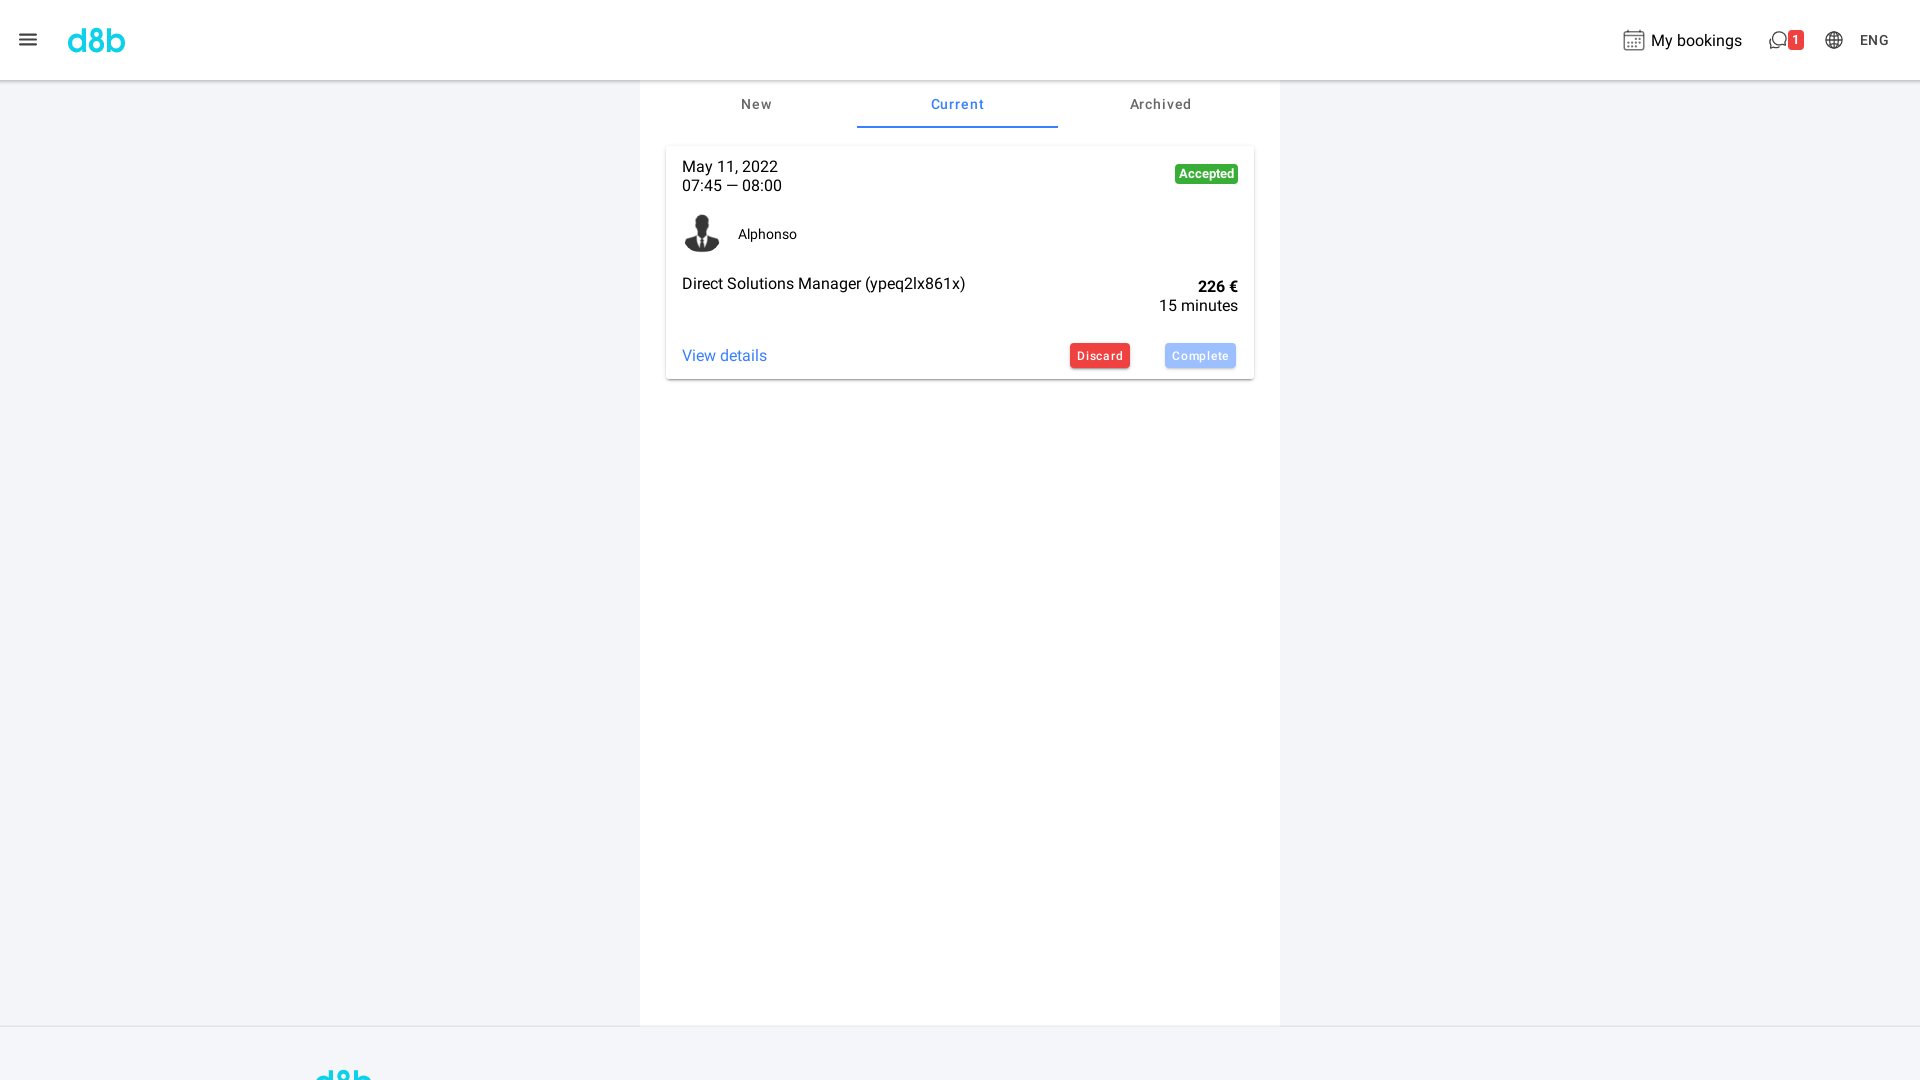 d8b
My bookings
1
ENG
New
Current
Archived
May 11, 2022
07:45 — 08:00
Accepted
Alphonso
Direct Solutions Manager (ypeq2lx861x)
226 €
15 minutes
View details
Discard
Complete
d8b